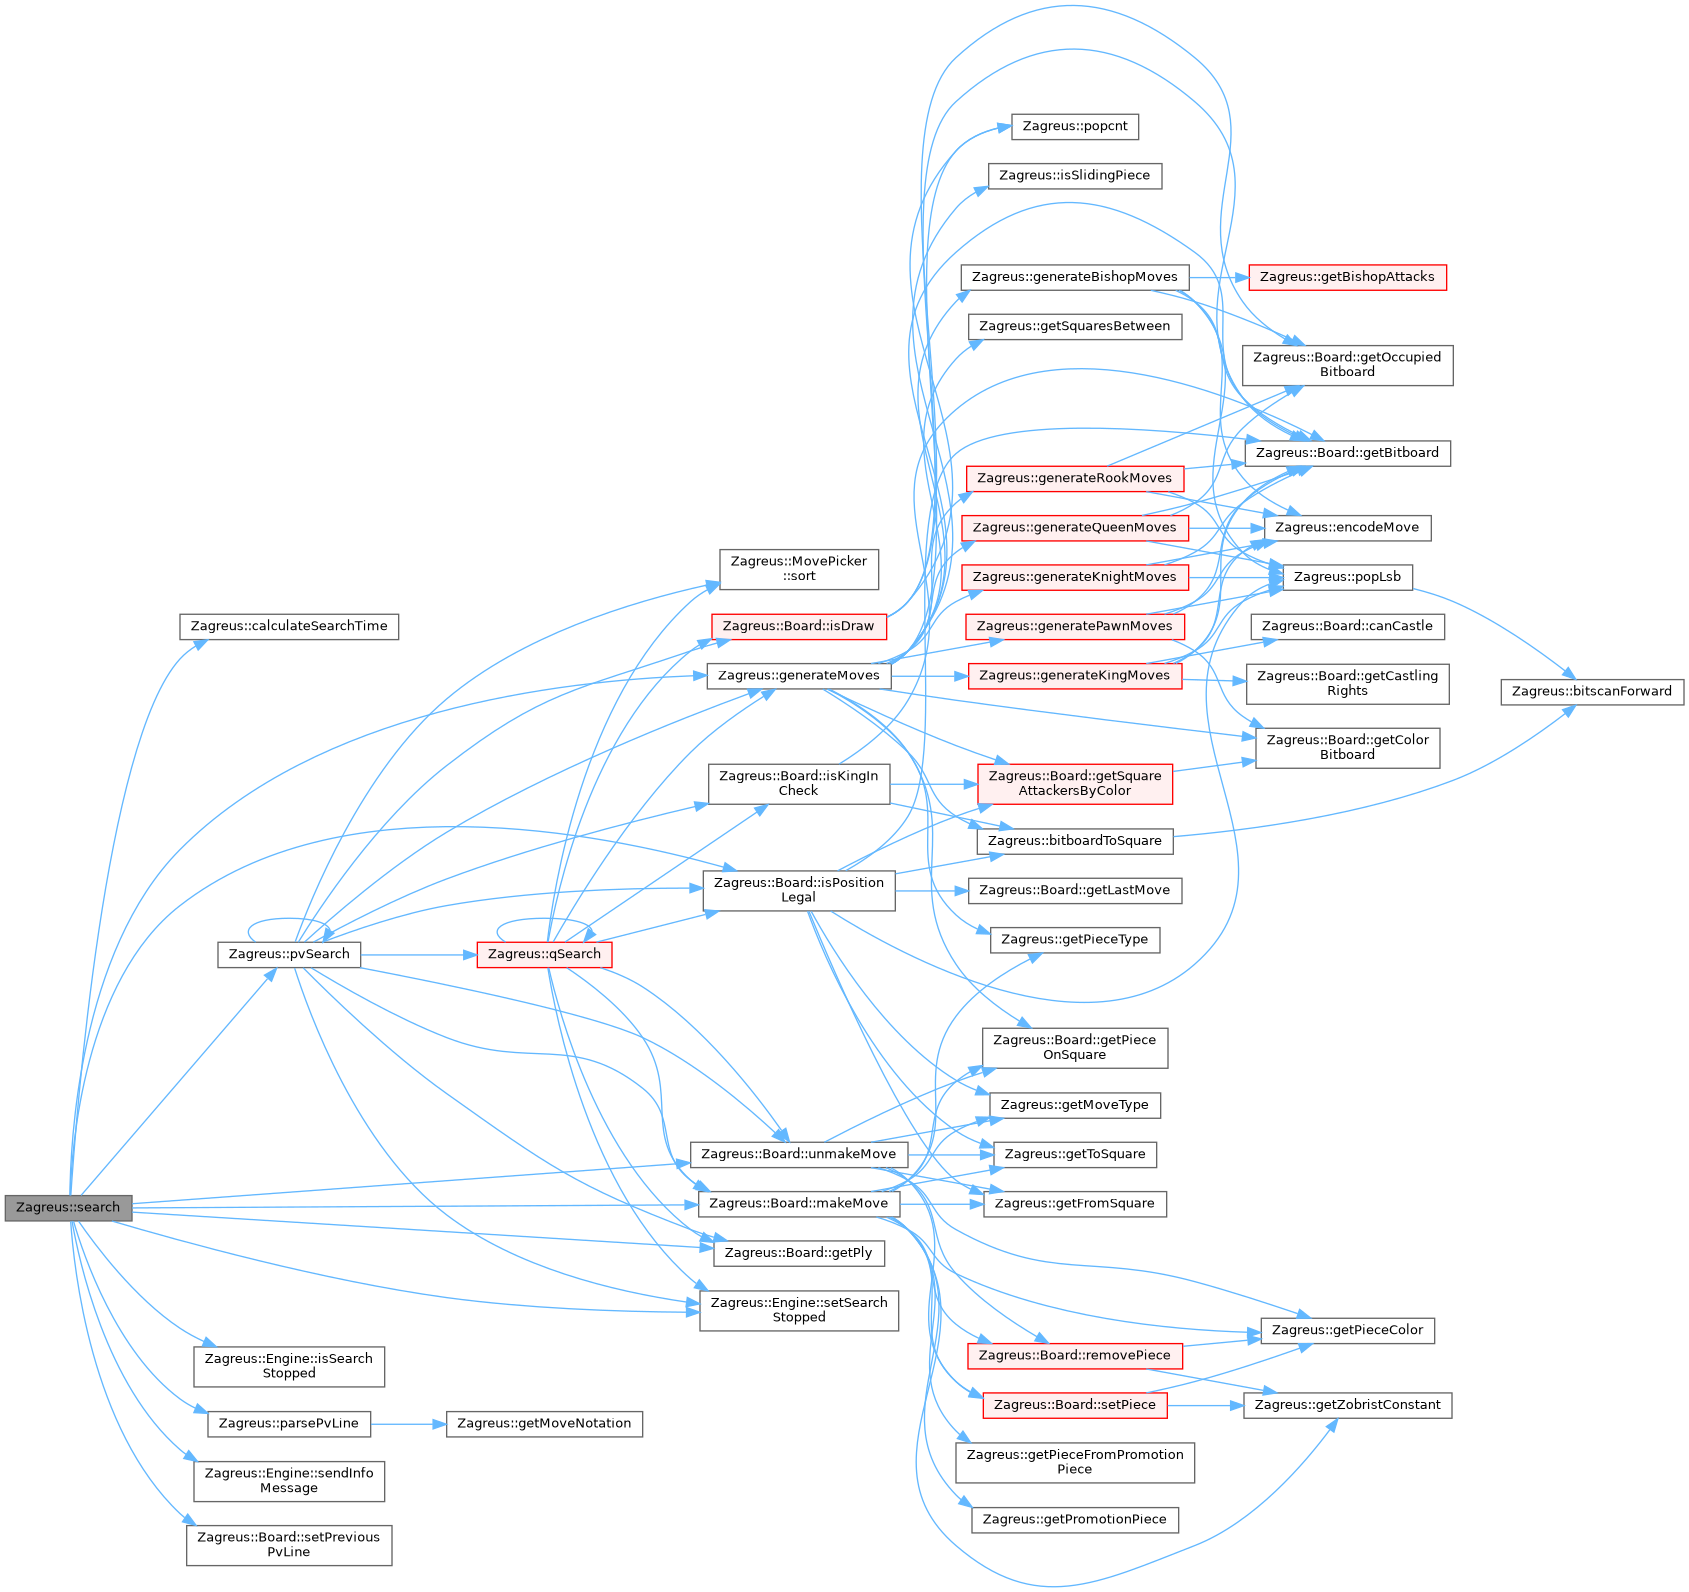 Zagreus::search
Zagreus::calculateSearchTime
Zagreus::pvSearch
Zagreus::Engine::isSearch
Stopped
Zagreus::parsePvLine
Zagreus::Engine::sendInfo
Message
Zagreus::Board::setPrevious
PvLine
Zagreus::qSearch
Zagreus::getMoveNotation
Zagreus::MovePicker
::sort
Zagreus::Board::isDraw
Zagreus::generateMoves
Zagreus::Board::isKingIn
Check
Zagreus::Board::isPosition
Legal
Zagreus::Board::unmakeMove
Zagreus::Board::makeMove
Zagreus::Board::getPly
Zagreus::Engine::setSearch
Stopped
Zagreus::popcnt
Zagreus::isSlidingPiece
Zagreus::generateBishopMoves
Zagreus::getSquaresBetween
Zagreus::generateRookMoves
Zagreus::generateQueenMoves
Zagreus::generateKnightMoves
Zagreus::generatePawnMoves
Zagreus::generateKingMoves
Zagreus::Board::getSquare
AttackersByColor
Zagreus::bitboardToSquare
Zagreus::Board::getLastMove
Zagreus::getPieceType
Zagreus::Board::getPiece
OnSquare
Zagreus::getMoveType
Zagreus::getToSquare
Zagreus::getFromSquare
Zagreus::Board::removePiece
Zagreus::Board::setPiece
Zagreus::getPieceFromPromotion
Piece
Zagreus::getPromotionPiece
Zagreus::getBishopAttacks
Zagreus::Board::getOccupied
Bitboard
Zagreus::Board::getBitboard
Zagreus::encodeMove
Zagreus::popLsb
Zagreus::Board::canCastle
Zagreus::Board::getCastling
Rights
Zagreus::Board::getColor
Bitboard
Zagreus::getPieceColor
Zagreus::getZobristConstant
Zagreus::bitscanForward